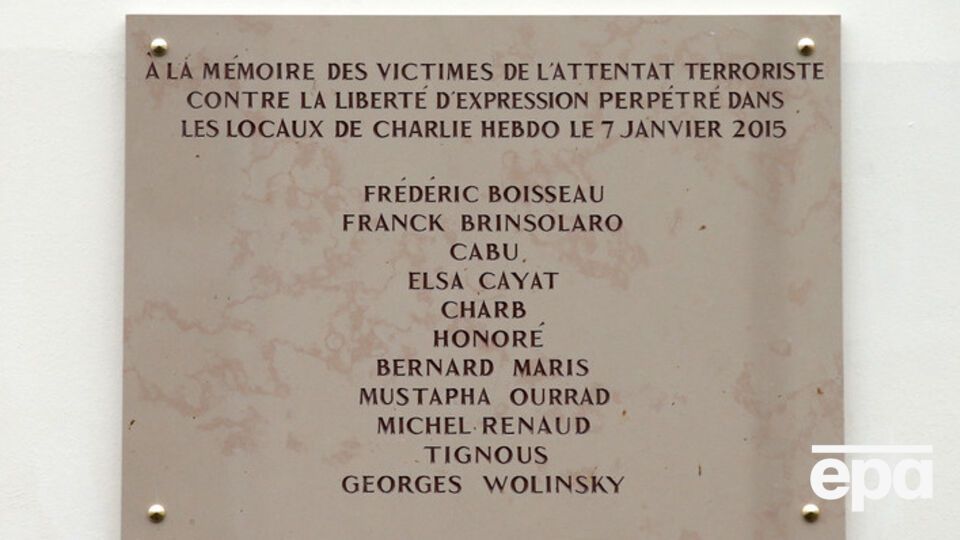 À LA MÉMOIRE DES VICTIMES DE L'ATTENTAT TERRORISTE
CONTRE LA LIBERTÉ D'EXPRESSION PERPÉTRÉ DANS
LES LOCAUX DE CHARLIE HEBDO LE 7 JANVIER 2015
FRÉDÉRIC BOISSEAU
FRANCK BRINSOLARO
CABU
ELSA CAYAT
CHARB
HONORÉ
BERNARD MARIS
MUSTAPHA OURRAD
MICHEL RENAUD
TIGNOUS
GEORGES WOLINSKY
epa